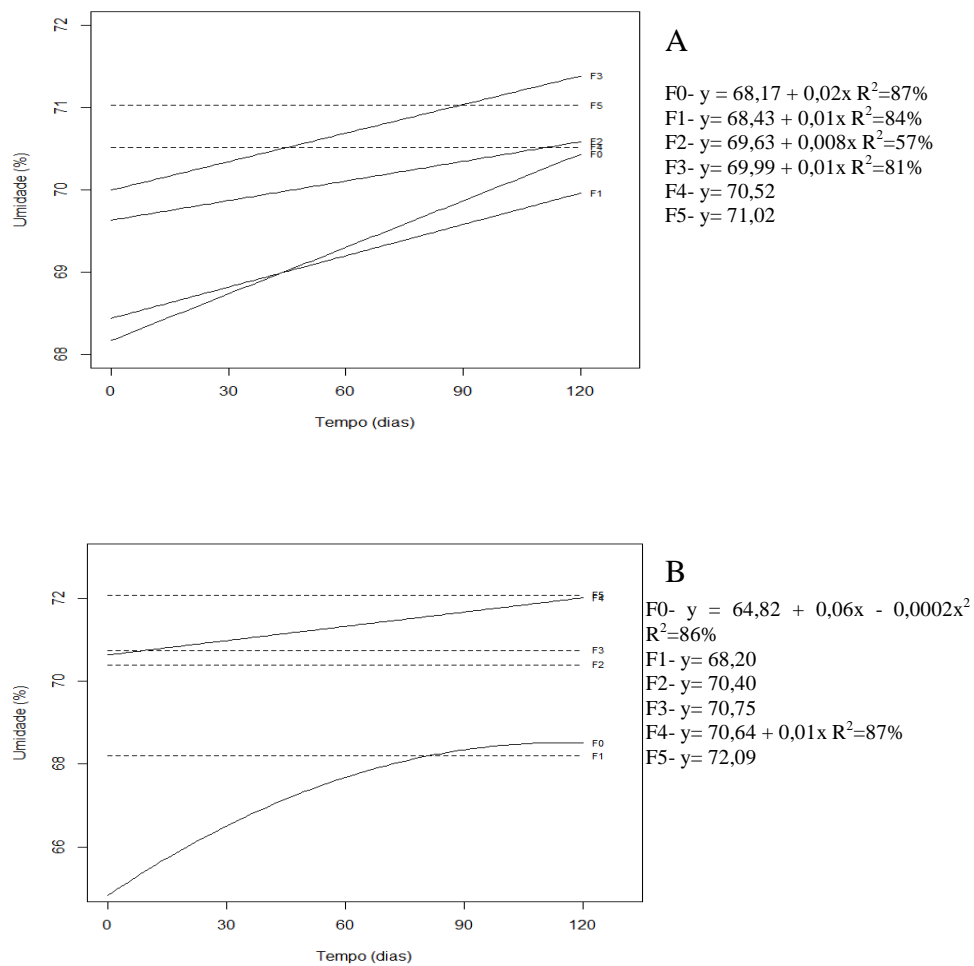 A
72
71
70
69
68
Umidade (%)
F3
F5
F2
F4
F0
F1
0 30 60 90 120
Tempo (dias)
F0- y = 68,17 + 0,02x R²=87%
F1- y= 68,43 + 0,01x R²=84%
F2- y= 69,63 + 0,008x R²=57%
F3- y= 69,99 + 0,01x R²=81%
F4- y= 70,52
F5- y= 71,02
B
72
70
68
66
Umidade (%)
F5
F4
F3
F2
F0
F1
0 30 60 90 120
Tempo (dias)
F0- y = 64,82 + 0,06x - 0,0002x²
R²=86%
F1- y= 68,20
F2- y= 70,40
F3- y= 70,75
F4- y= 70,64 + 0,01x R²=87%
F5- y= 72,09